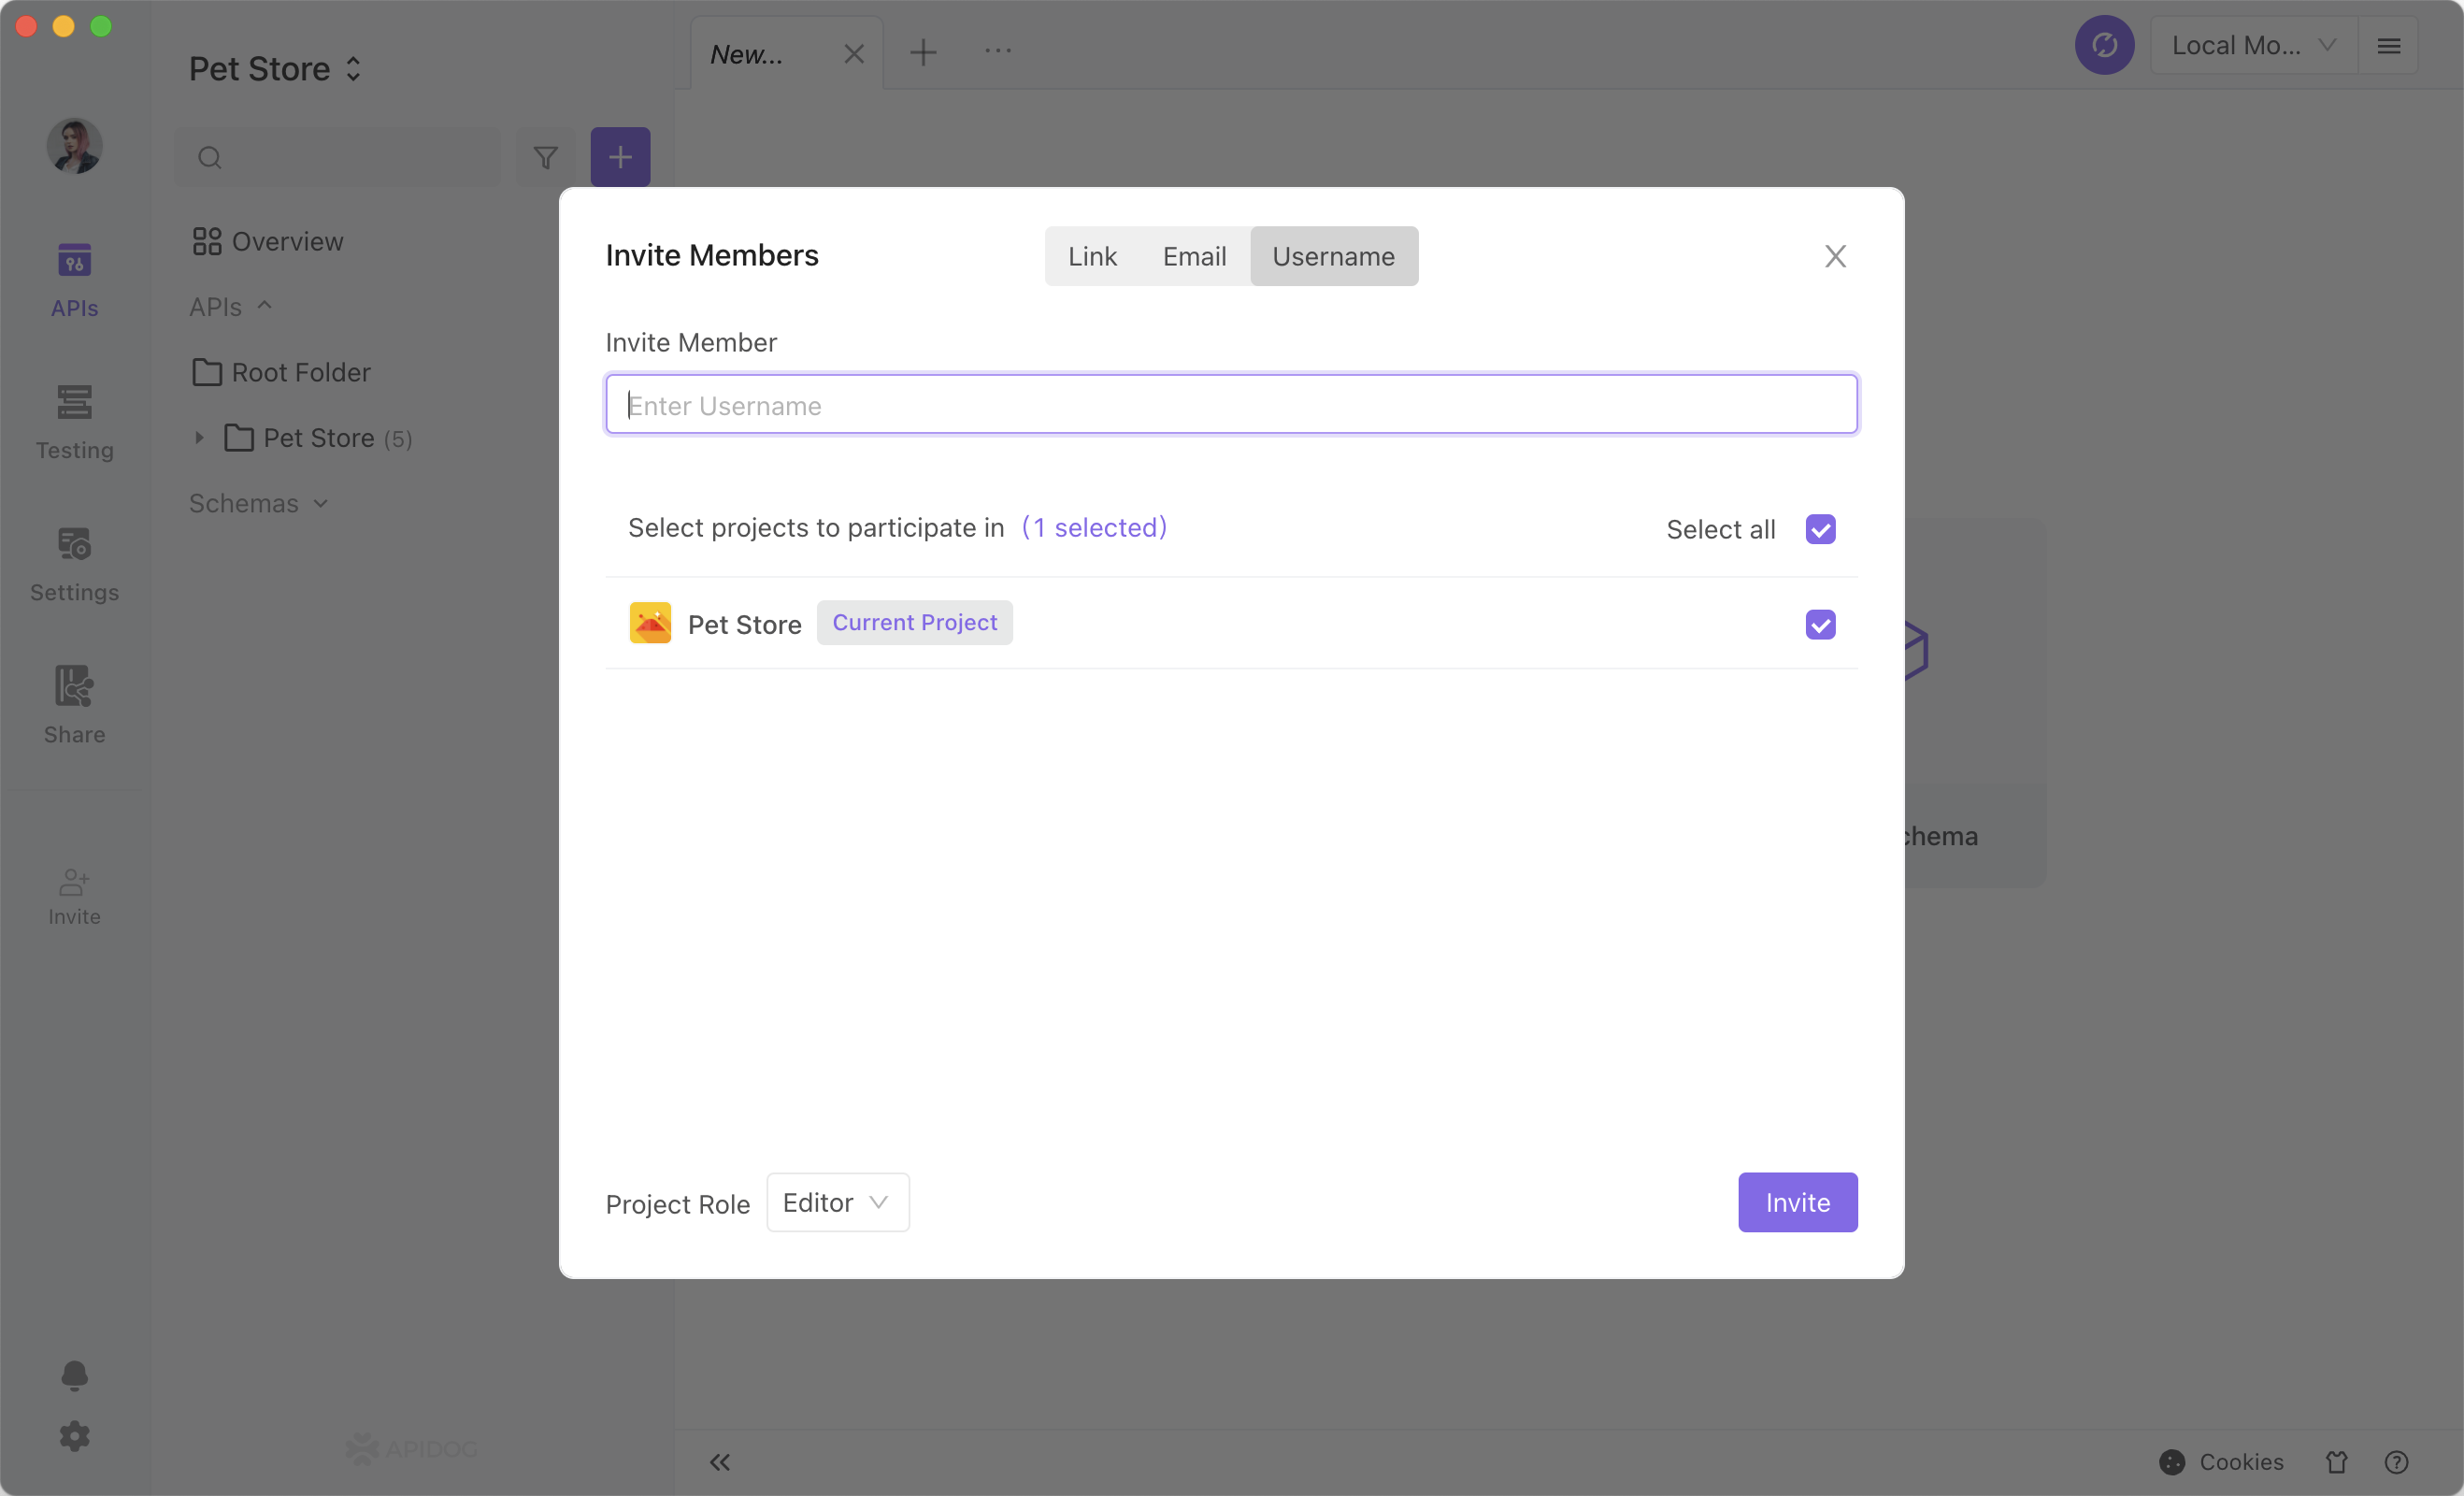 Pet Store
New...
Local Mo...
Overview
APIs
APIs
Root Folder
Testing
Pet Store (5)
Schemas
Settings
Share
Invite
Invite Members
Link
Email
Username
Invite Member
Enter Username
Select projects to participate in (1 selected)
Select all
Pet Store
Current Project
chema
Project Role
Editor
Invite
APIDOG
Cookies